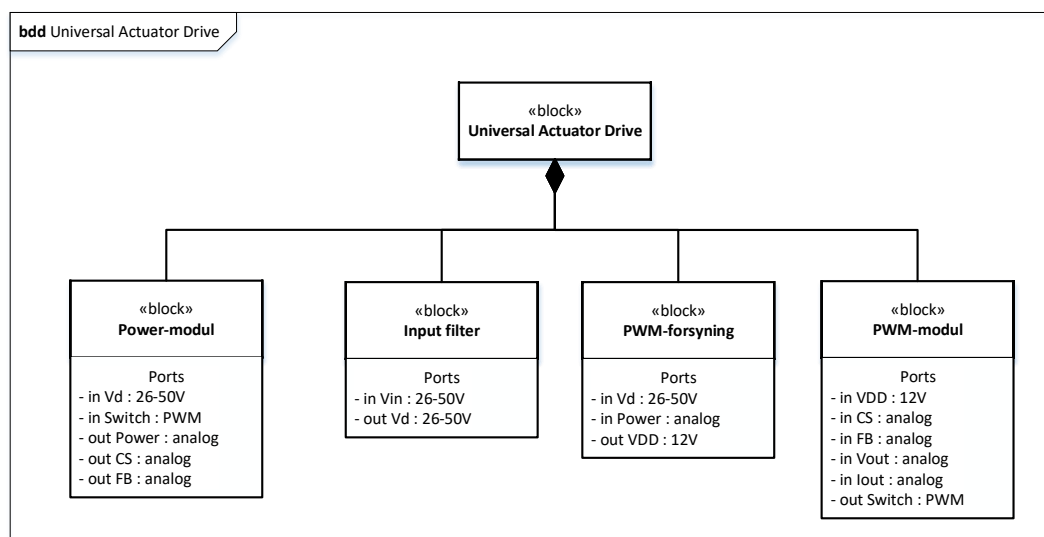 bdd Universal Actuator Drive
«block»
Universal Actuator Drive
«block»
Power-modul
Ports
- in Vd : 26-50V
- in Switch : PWM
- out Power : analog
- out CS : analog
- out FB : analog
«block»
Input filter
Ports
- in Vin : 26-50V
- out Vd : 26-50V
«block»
PWM-forsyning
Ports
- in Vd : 26-50V
- in Power : analog
- out VDD : 12V
«block»
PWM-modul
Ports
- in VDD : 12V
- in CS : analog
- in FB : analog
- in Vout : analog
- in Iout : analog
- out Switch : PWM